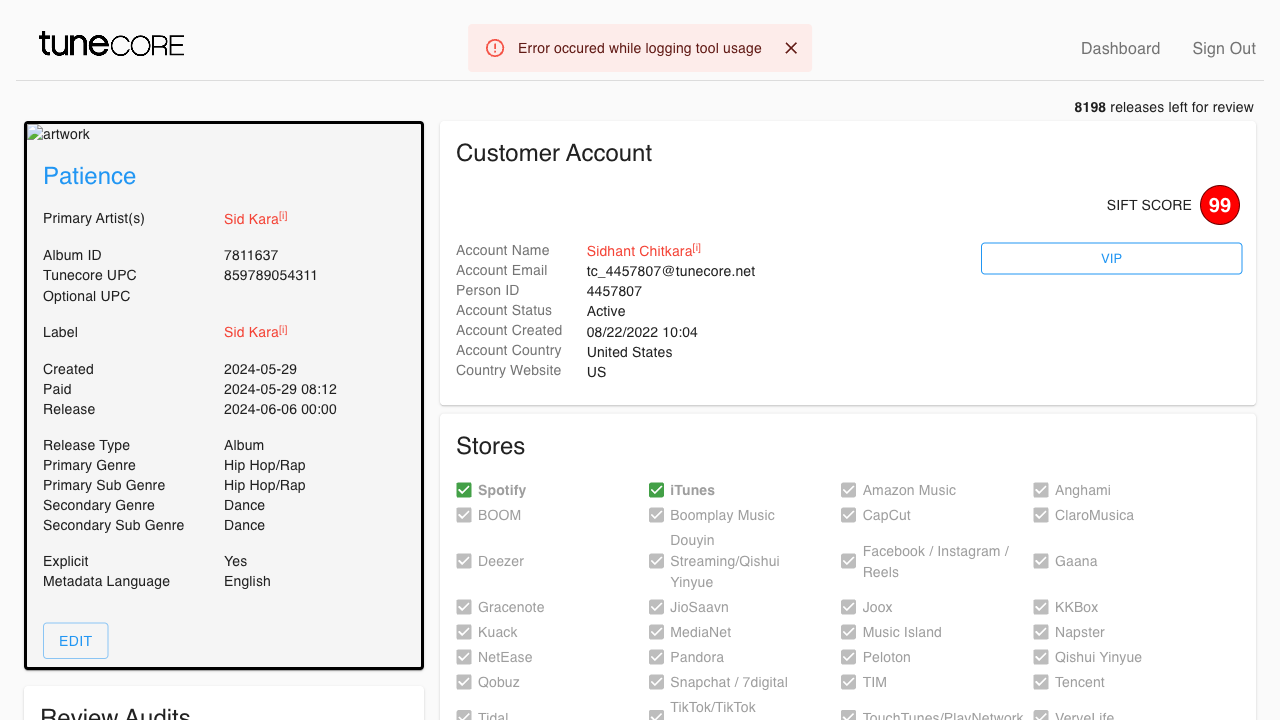 tunecore
Error occured while logging tool usage
Dashboard
Sign Out
8198 releases left for review
artwork
Patience
Primary Artist(s) Sid Kara[i]
Album ID 7811637
Tunecore UPC 859789054311
Optional UPC
Label Sid Kara[i]
Created 2024-05-29
Paid 2024-05-29 08:12
Release 2024-06-06 00:00
Release Type Album
Primary Genre Hip Hop/Rap
Primary Sub Genre Hip Hop/Rap
Secondary Genre Dance
Secondary Sub Genre Dance
Explicit Yes
Metadata Language English
EDIT
Review Audits
Customer Account
SIFT SCORE 99
Account Name Sidhant Chitkara[i]
Account Email tc_4457807@tunecore.net
Person ID 4457807
Account Status Active
Account Created 08/22/2022 10:04
Account Country United States
Country Website US
VIP
Stores
Spotify iTunes Amazon Music Anghami
BOOM Boomplay Music CapCut ClaroMusica
Deezer
Douyin
Streaming/Qishui
Yinyue
Facebook / Instagram /
Reels
Gaana
Gracenote JioSaavn Joox KKBox
Kuack MediaNet Music Island Napster
NetEase Pandora Peloton Qishui Yinyue
Qobuz Snapchat / 7digital TIM Tencent
Tidal
TikTok/TikTok
TouchTunes/PlayNetwork
VerveLife